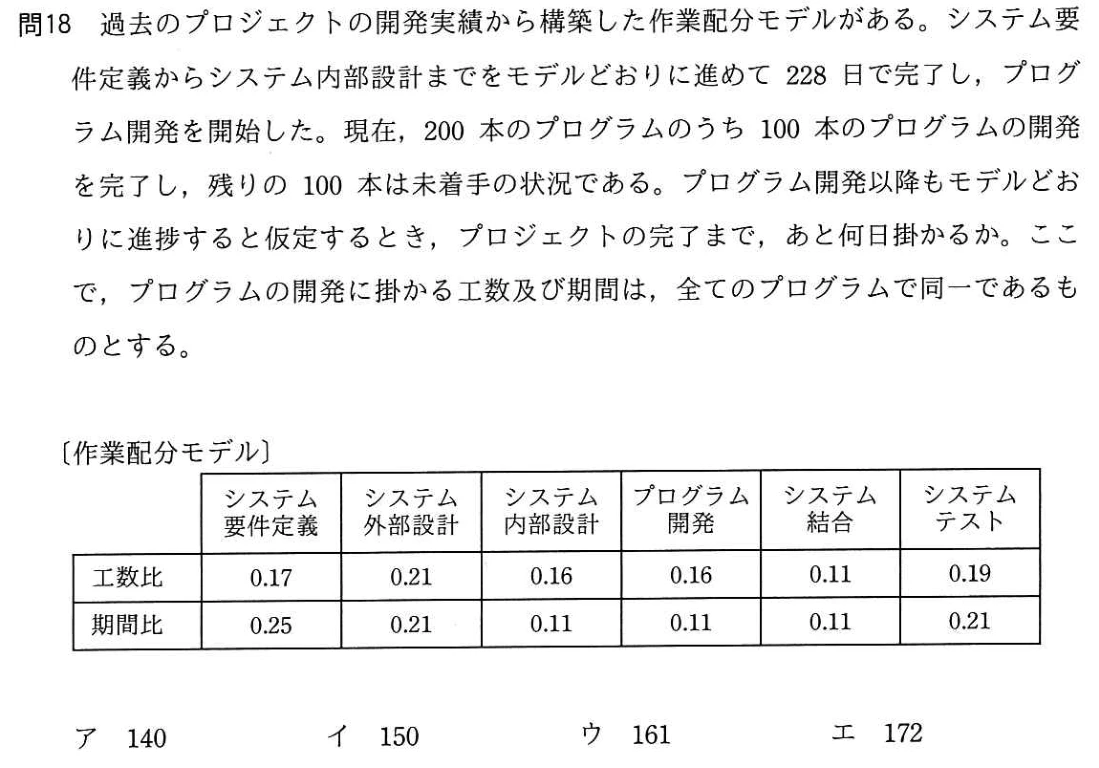 問18　過去のプロジェクトの開発実績から構築した作業配分モデルがある。システム要
件定義からシステム内部設計までをモデルどおりに進めて 228 日で完了し，プログ
ラム開発を開始した。現在，200 本のプログラムのうち 100 本のプログラムの開発
を完了し，残りの 100 本は未着手の状況である。プログラム開発以降もモデルどお
りに進捗すると仮定するとき，プロジェクトの完了まで，あと何日掛かるか。ここ
で，プログラムの開発に掛かる工数及び期間は，全てのプログラムで同一であるも
のとする。
〔作業配分モデル〕
システム要件定義 システム外部設計 システム内部設計 プログラム開発 システム結合 システムテスト
工数比 0.17 0.21 0.16 0.16 0.11 0.19
期間比 0.25 0.21 0.11 0.11 0.11 0.21
ア 140 イ 150 ウ 161 エ 172